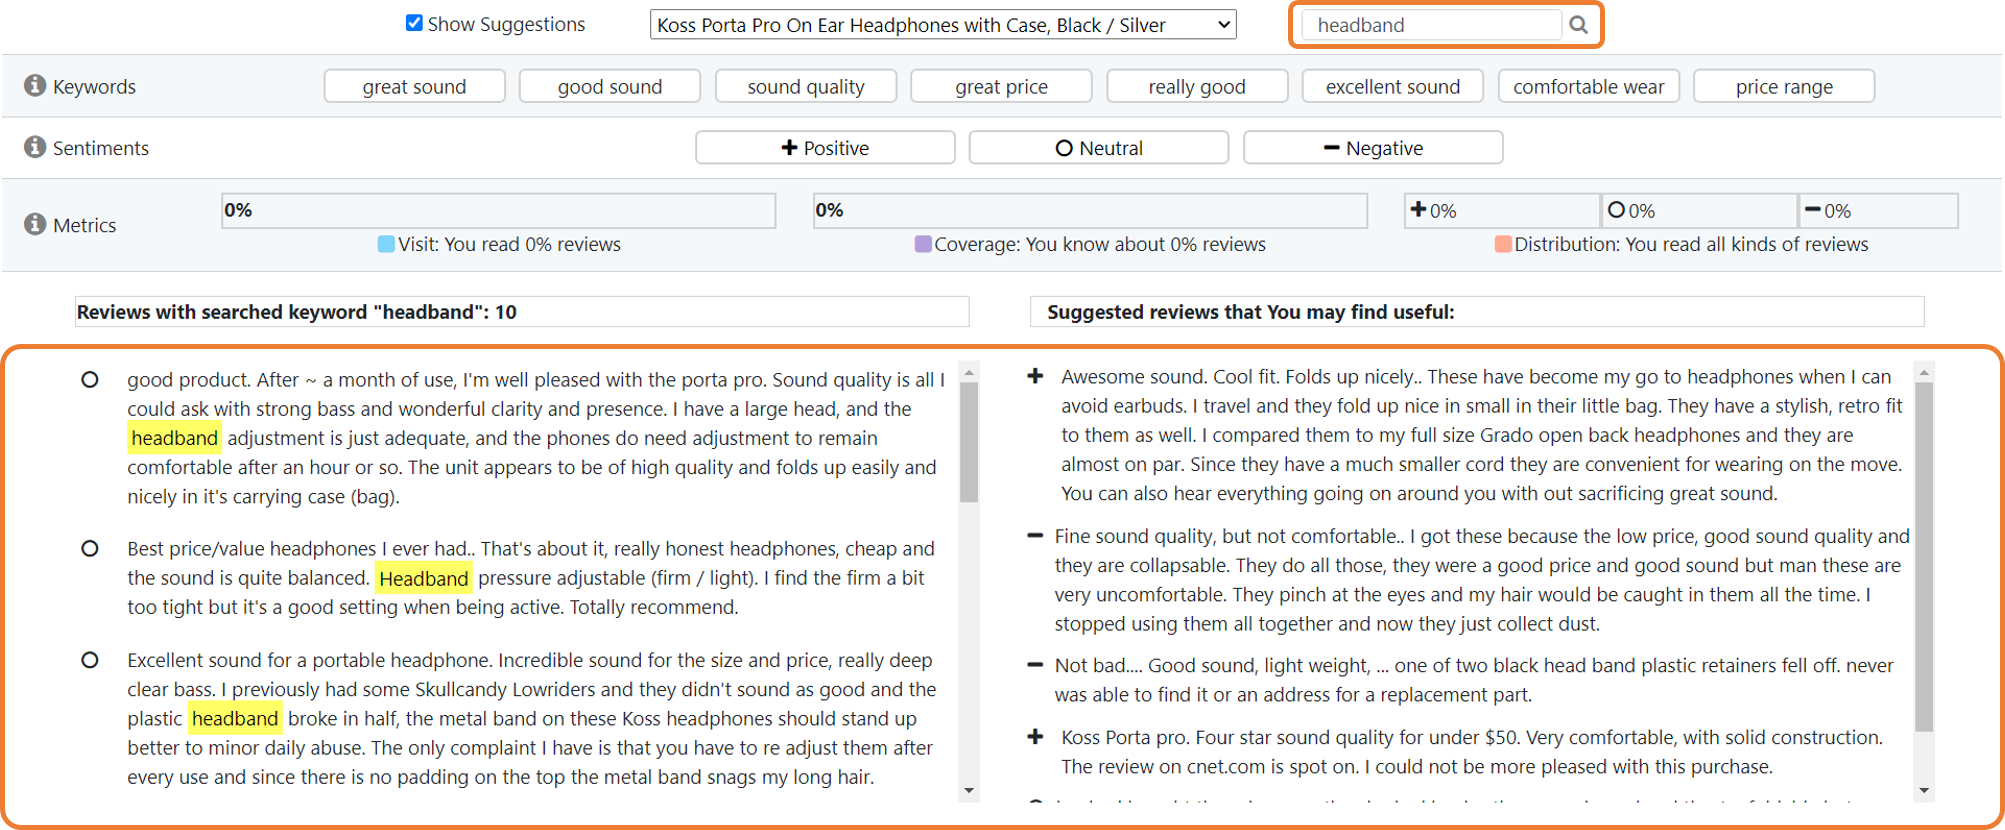 Show Suggestions
Koss Porta Pro On Ear Headphones with Case, Black / Silver
headband
Keywords
great sound
good sound
sound quality
great price
really good
excellent sound
comfortable wear
price range
Sentiments
Positive
Neutral
Negative
Metrics
0%
0%
0%
0%
0%
Visit: You read 0% reviews
Coverage: You know about 0% reviews
Distribution: You read all kinds of reviews
Reviews with searched keyword "headband": 10
good product. After ~ a month of use, I'm well pleased with the porta pro. Sound quality is all I
could ask with strong bass and wonderful clarity and presence. I have a large head, and the
headband adjustment is just adequate, and the phones do need adjustment to remain
comfortable after an hour or so. The unit appears to be of high quality and folds up easily and
nicely in it's carrying case (bag).
Best price/value headphones I ever had.. That's about it, really honest headphones, cheap and
the sound is quite balanced. Headband pressure adjustable (firm / light). I find the firm a bit
too tight but it's a good setting when being active. Totally recommend.
Excellent sound for a portable headphone. Incredible sound for the size and price, really deep
clear bass. I previously had some Skullcandy Lowriders and they didn't sound as good and the
plastic headband broke in half, the metal band on these Koss headphones should stand up
better to minor daily abuse. The only complaint I have is that you have to re adjust them after
every use and since there is no padding on the top the metal band snags my long hair.
Suggested reviews that You may find useful:
Awesome sound. Cool fit. Folds up nicely.. These have become my go to headphones when I can
avoid earbuds. I travel and they fold up nice in small in their little bag. They have a stylish, retro fit
to them as well. I compared them to my full size Grado open back headphones and they are
almost on par. Since they have a much smaller cord they are convenient for wearing on the move.
You can also hear everything going on around you with out sacrificing great sound.
Fine sound quality, but not comfortable.. I got these because the low price, good sound quality and
they are collapsable. They do all those, they were a good price and good sound but man these are
very uncomfortable. They pinch at the eyes and my hair would be caught in them all the time. I
stopped using them all together and now they just collect dust.
Not bad.... Good sound, light weight, ... one of two black head band plastic retainers fell off. never
was able to find it or an address for a replacement part.
Koss Porta pro. Four star sound quality for under $50. Very comfortable, with solid construction.
The review on cnet.com is spot on. I could not be more pleased with this purchase.